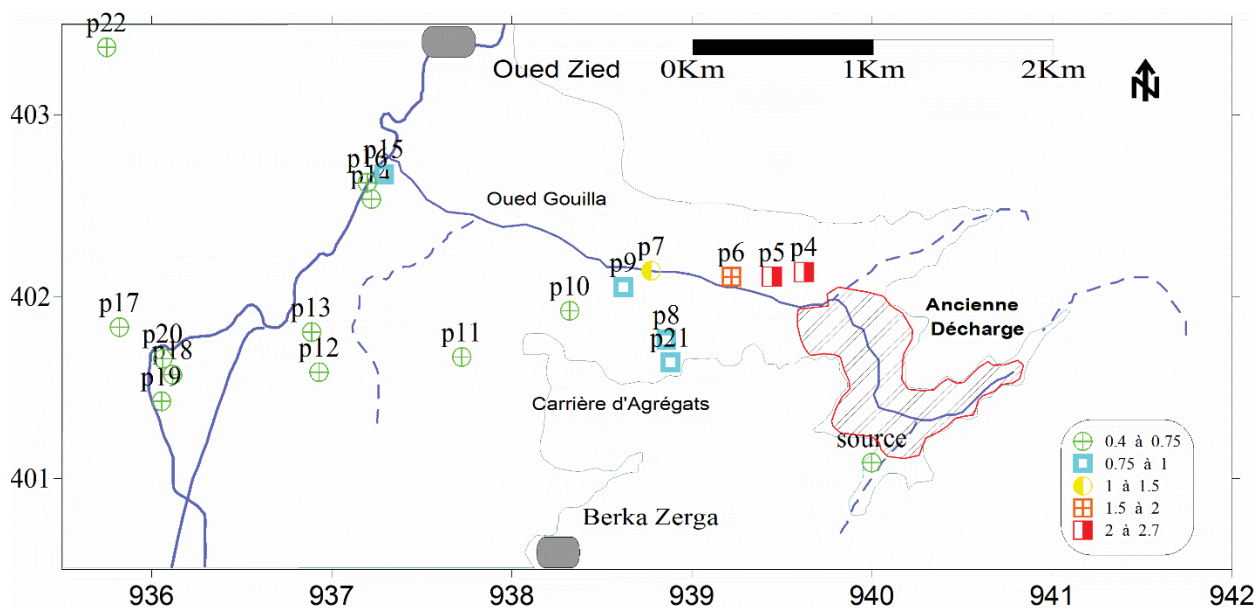 p22
Oued Zied
0Km 1Km 2Km
N
403
p15
p16
p14
Oued Gouilla
p7 p6 p5 p4
p9
402
p17
p10
p13
p20
p18
p12
p19
p11
p8
p21
Ancienne
Décharge
Carrière d'Agrégats
source
401
Berka Zerga
0.4 à 0.75
0.75 à 1
1 à 1.5
1.5 à 2
2 à 2.7
936 937 938 939 940 941 942